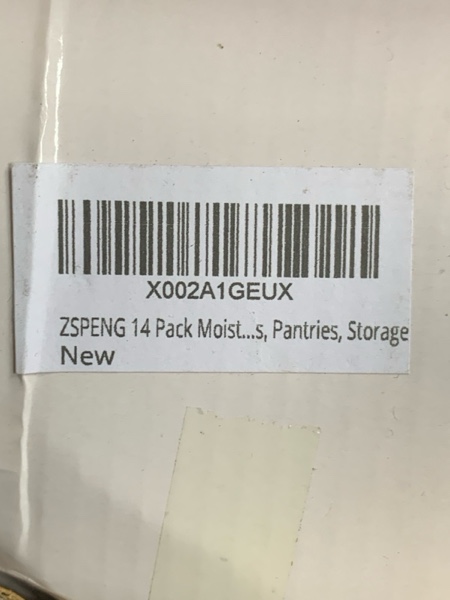 X002A1GEUX
ZSPENG 14 Pack Moist...s, Pantries, Storage
New